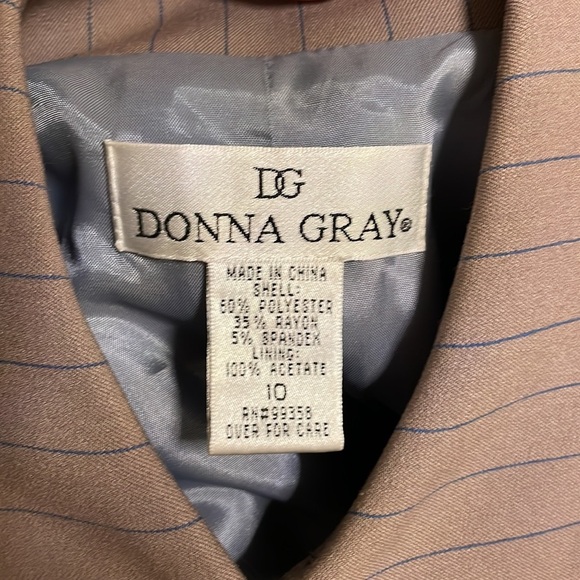 DG
DONNA GRAY®
MADE IN CHINA
SHELL:
60% POLYESTER
35% RAYON
5% SPANDEX
LINING:
100% ACETATE
10
RN#99358
OVER FOR CARE